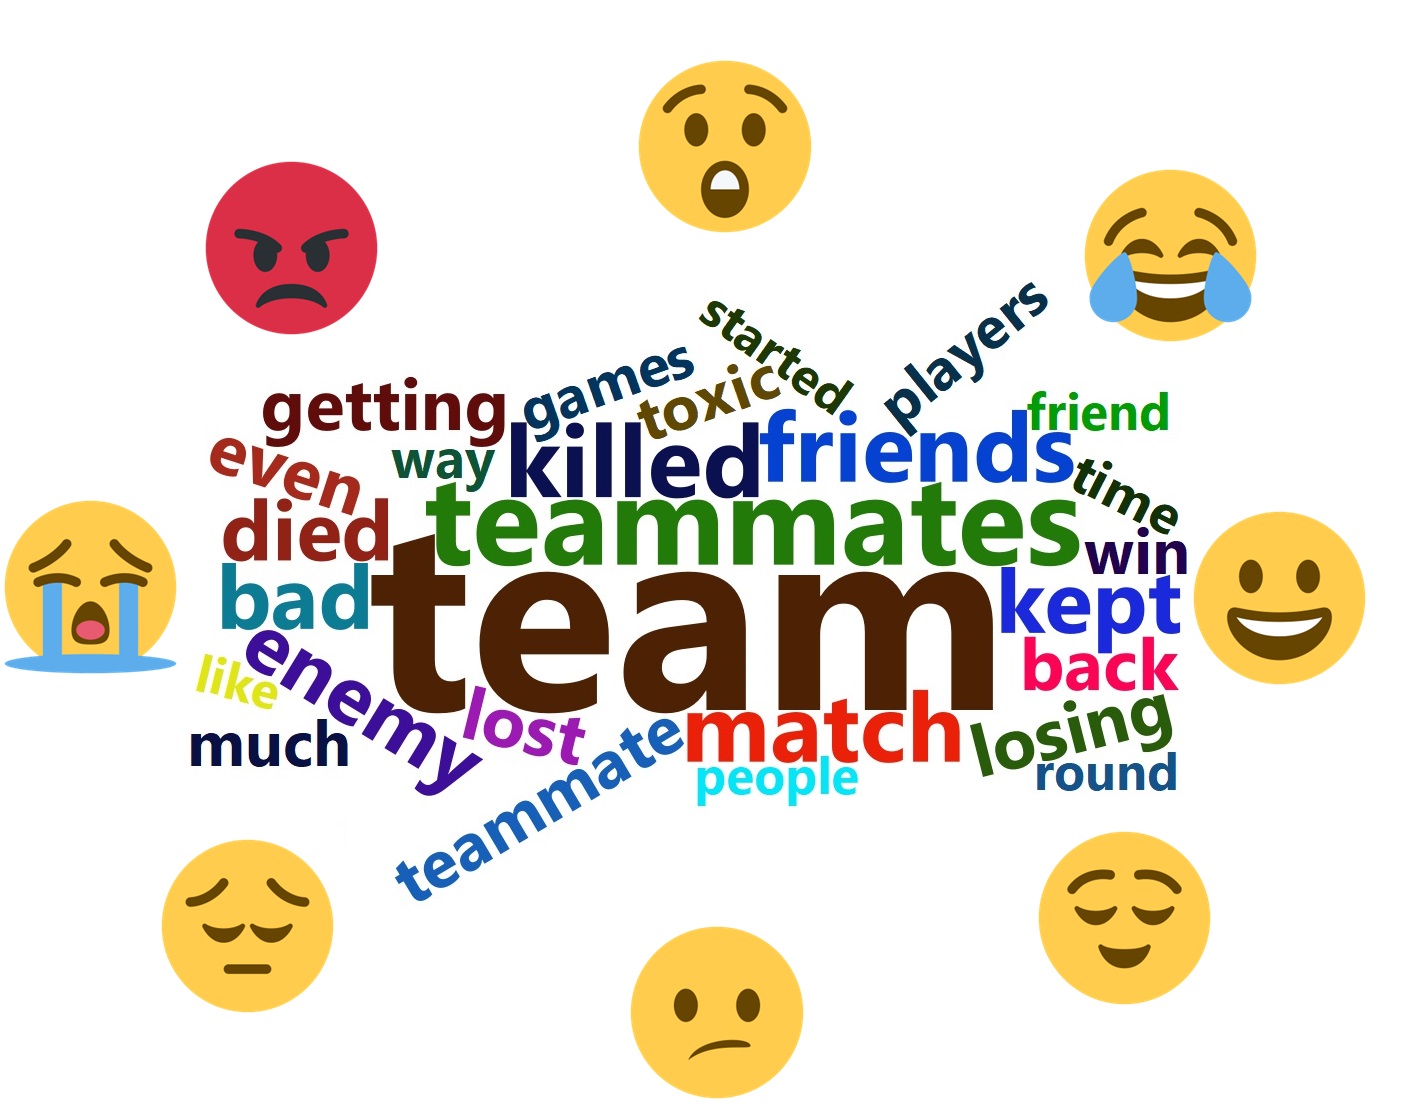 started
players
games
toxic
getting
friend
even
way
killed
friends
time
died
teammates
win
bad
team
kept
enemy
back
like
lost
match
losing
much
teammate
people
round